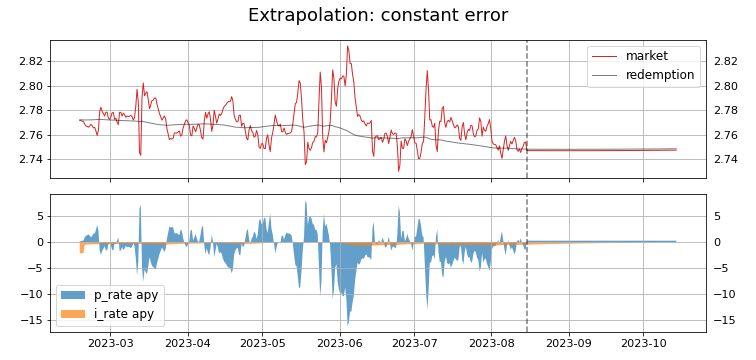 Extrapolation: constant error
2.82 2.82
2.80 2.80
2.78 2.78
2.76 2.76
2.74 2.74
market
redemption
5 5
0 0
−5 −5
−10 −10
−15 −15
p_rate apy
i_rate apy
2023-03 2023-04 2023-05 2023-06 2023-07 2023-08 2023-09 2023-10